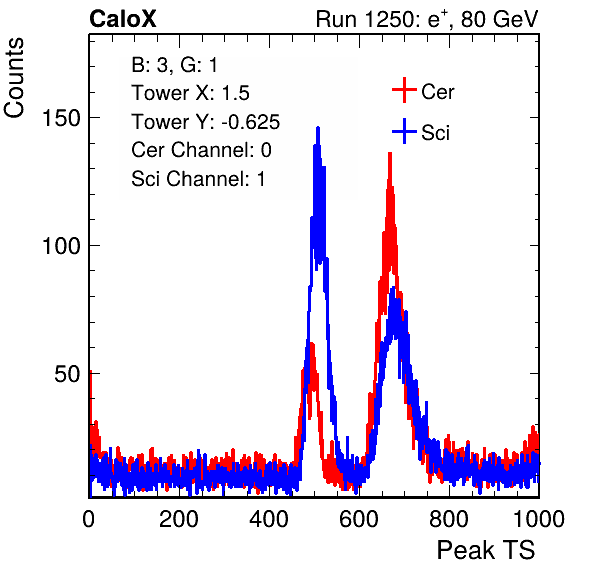 CaloX
Run 1250: e+, 80 GeV
Counts
B: 3, G: 1
Tower X: 1.5
Tower Y: -0.625
Cer Channel: 0
Sci Channel: 1
Cer
Sci
150
100
50
0 200 400 600 800 1000
Peak TS